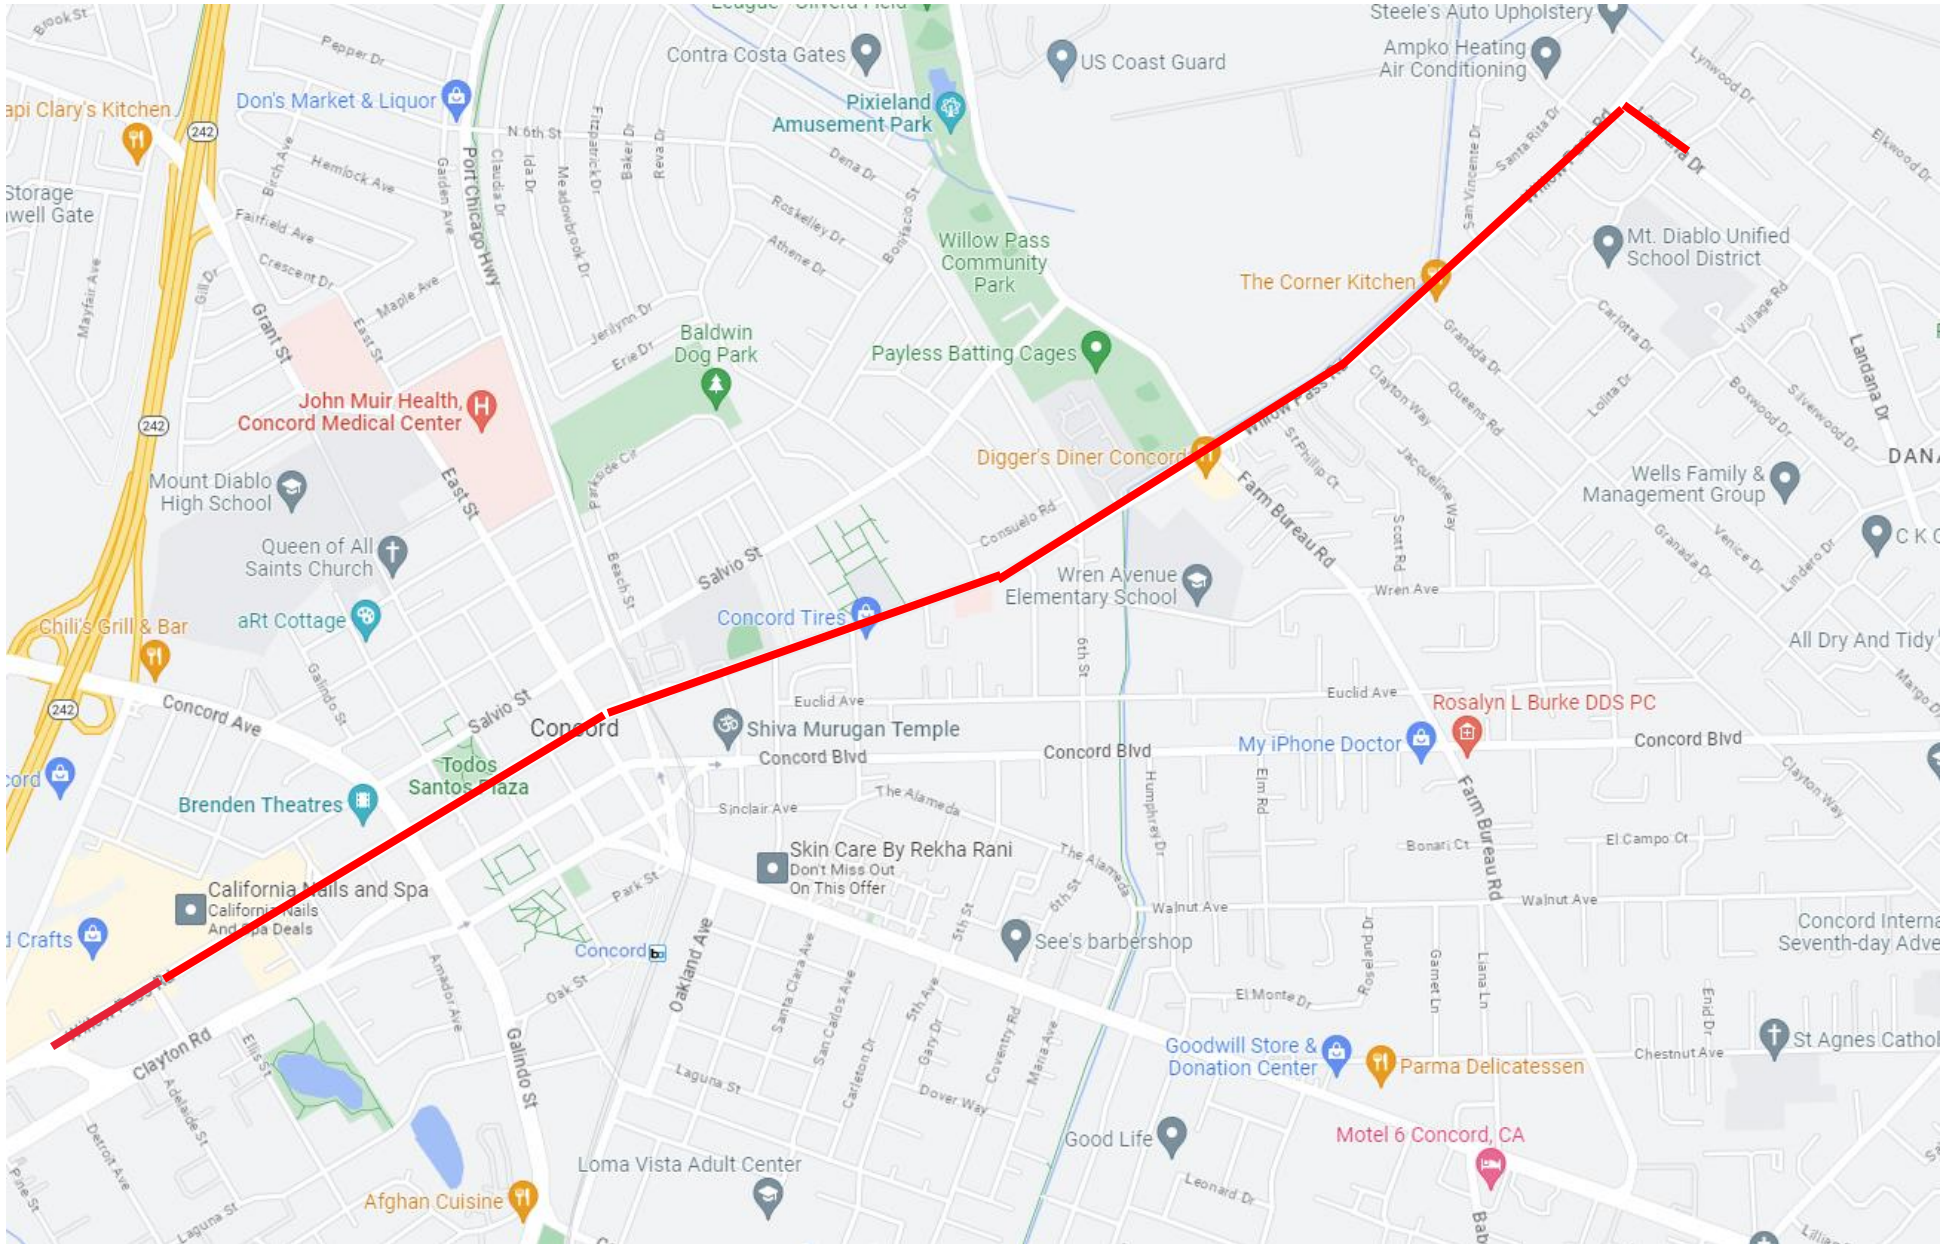 Brook St
Pepper Dr
Steele's Auto Upholstery
Contra Costa Gates
US Coast Guard
Ampko Heating
Air Conditioning
Lynwood Dr
Clary's Kitchen
242
Don's Market & Liquor
Pixieland
Amusement Park
N 6th St
Fitzpatrick Dr
Baker Dr
Reva Dr
Santa Rita Dr
San Vincente Dr
Elkwood Dr
Birch Ave
Hemlock Ave
Garden Ave
Port Chicago Hwy
Claudia Dr
Ida Dr
Meadowbrook Dr
Dena Dr
Bonifacio St
Storage
well Gate
Fairfield Ave
Roskelley Dr
Athene Dr
Willow Pass
Community
Park
Mt. Diablo Unified
School District
Crescent Dr
Maple Ave
Mayfair Ave
Gill Dr
Grant St
East St
The Corner Kitchen
Carlotta Dr
Village Rd
Jerilynn Dr
Erie Dr
Baldwin
Dog Park
Payless Batting Cages
Granada Dr
Landana Dr
Clayton Way
Queens Rd
Lolita Dr
Boxwood Dr
Silverwood Dr
John Muir Health,
Concord Medical Center
242
Parkside Cir
Digger's Diner Concord
St Phillip Ct
Jacqueline Way
Mount Diablo
High School
East St
Farm Bureau Rd
Wells Family &
Management Group
Queen of All
Saints Church
Beach St
Salvio St
Consuelo Rd
Scott Rd
Granada Dr
Venice Dr
Lindero Dr
Wren Avenue
Elementary School
Wren Ave
Chili's Grill & Bar
aRt Cottage
Concord Tires
6th St
All Dry And Tidy
Margo Dr
242
Concord Ave
Galindo St
Salvio St
Concord
Euclid Ave
Euclid Ave
Rosalyn L Burke DDS PC
Shiva Murugan Temple
Concord Blvd
Concord Blvd
My iPhone Doctor
Concord Blvd
Todos
Santos Plaza
Brenden Theatres
Sinclair Ave
The Alameda
Humphrey Dr
Elm Rd
Farm Bureau Rd
Clayton Way
Skin Care By Rekha Rani
Don't Miss Out
On This Offer
The Alameda
Bonari Ct
El Campo Ct
California Nails and Spa
California Nails
And Spa Deals
Park St
6th St
5th St
Walnut Ave
Walnut Ave
Crafts
Concord
Oakland Ave
See's barbershop
Concord Interna
Seventh-day Adve
Willow Pass Rd
Amador Ave
Oak St
Santa Clara Ave
San Carlos Ave
5th Ave
Coventry Rd
El Monte Dr
Roseland Dr
Garnet Ln
Liana Ln
Enid Dr
Clayton Rd
Ellis St
Galindo St
Gary Dr
Maria Ave
Goodwill Store &
Donation Center
Parma Delicatessen
Chestnut Ave
St Agnes Cathol
Adelaide St
Laguna St
Carleton Dr
Dover Way
Detroit Ave
Good Life
Motel 6 Concord, CA
Pine St
Loma Vista Adult Center
Afghan Cuisine
Leonard Dr
Laguna St